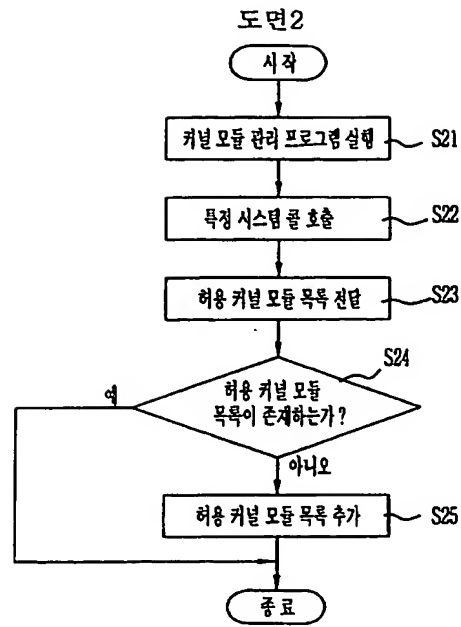 도면2
시작
커널 모듈 관리 프로그램 실행
S21
특정 시스템 콜 호출
S22
허용 커널 모듈 목록 전달
S23
S24
허용 커널 모듈
목록이 존재하는가?
예
아니오
허용 커널 모듈 목록 추가
S25
종료